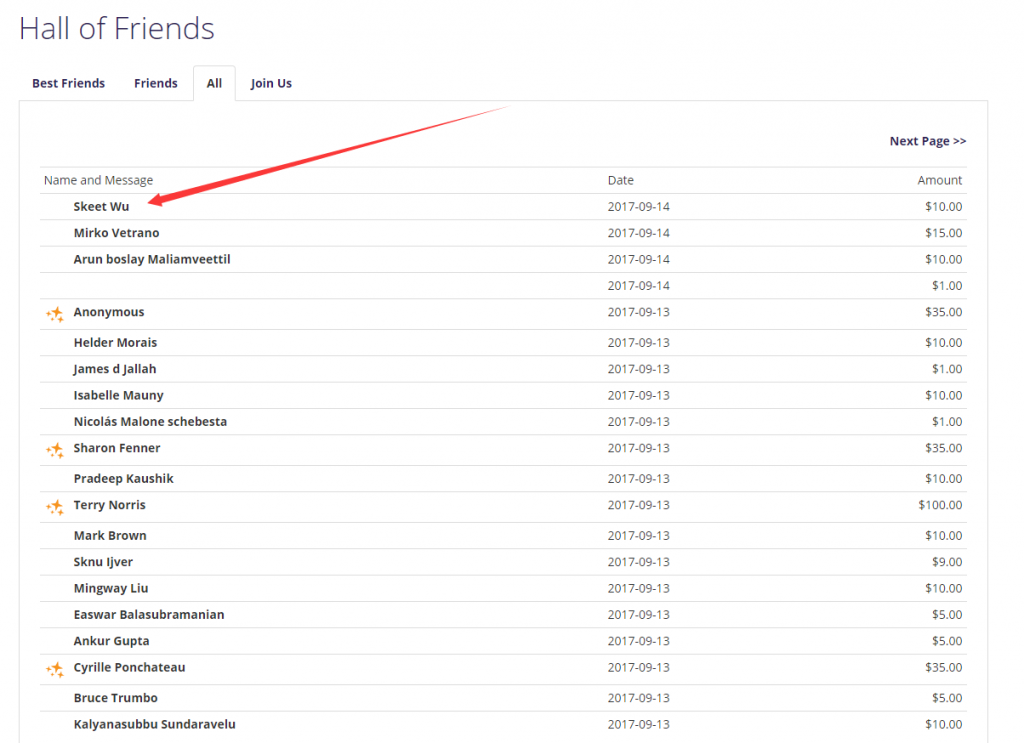 Hall of Friends
Best Friends Friends All Join Us
Next Page >>
Name and Message Date Amount
Skeet Wu 2017-09-14 $10.00
Mirko Vetrano 2017-09-14 $15.00
Arun boslay Maliamveettil 2017-09-14 $10.00
2017-09-14 $1.00
Anonymous 2017-09-13 $35.00
Helder Morais 2017-09-13 $10.00
James d Jallah 2017-09-13 $1.00
Isabelle Mauny 2017-09-13 $10.00
Nicolás Malone schebesta 2017-09-13 $1.00
Sharon Fenner 2017-09-13 $35.00
Pradeep Kaushik 2017-09-13 $10.00
Terry Norris 2017-09-13 $100.00
Mark Brown 2017-09-13 $10.00
Sknu Ijver 2017-09-13 $9.00
Mingway Liu 2017-09-13 $10.00
Easwar Balasubramanian 2017-09-13 $5.00
Ankur Gupta 2017-09-13 $5.00
Cyrille Ponchateau 2017-09-13 $35.00
Bruce Trumbo 2017-09-13 $5.00
Kalyanasubbu Sundaravelu 2017-09-13 $10.00